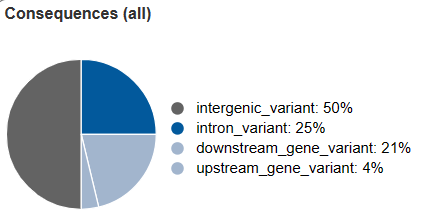 Consequences (all)
intergenic_variant: 50%
intron_variant: 25%
downstream_gene_variant: 21%
upstream_gene_variant: 4%